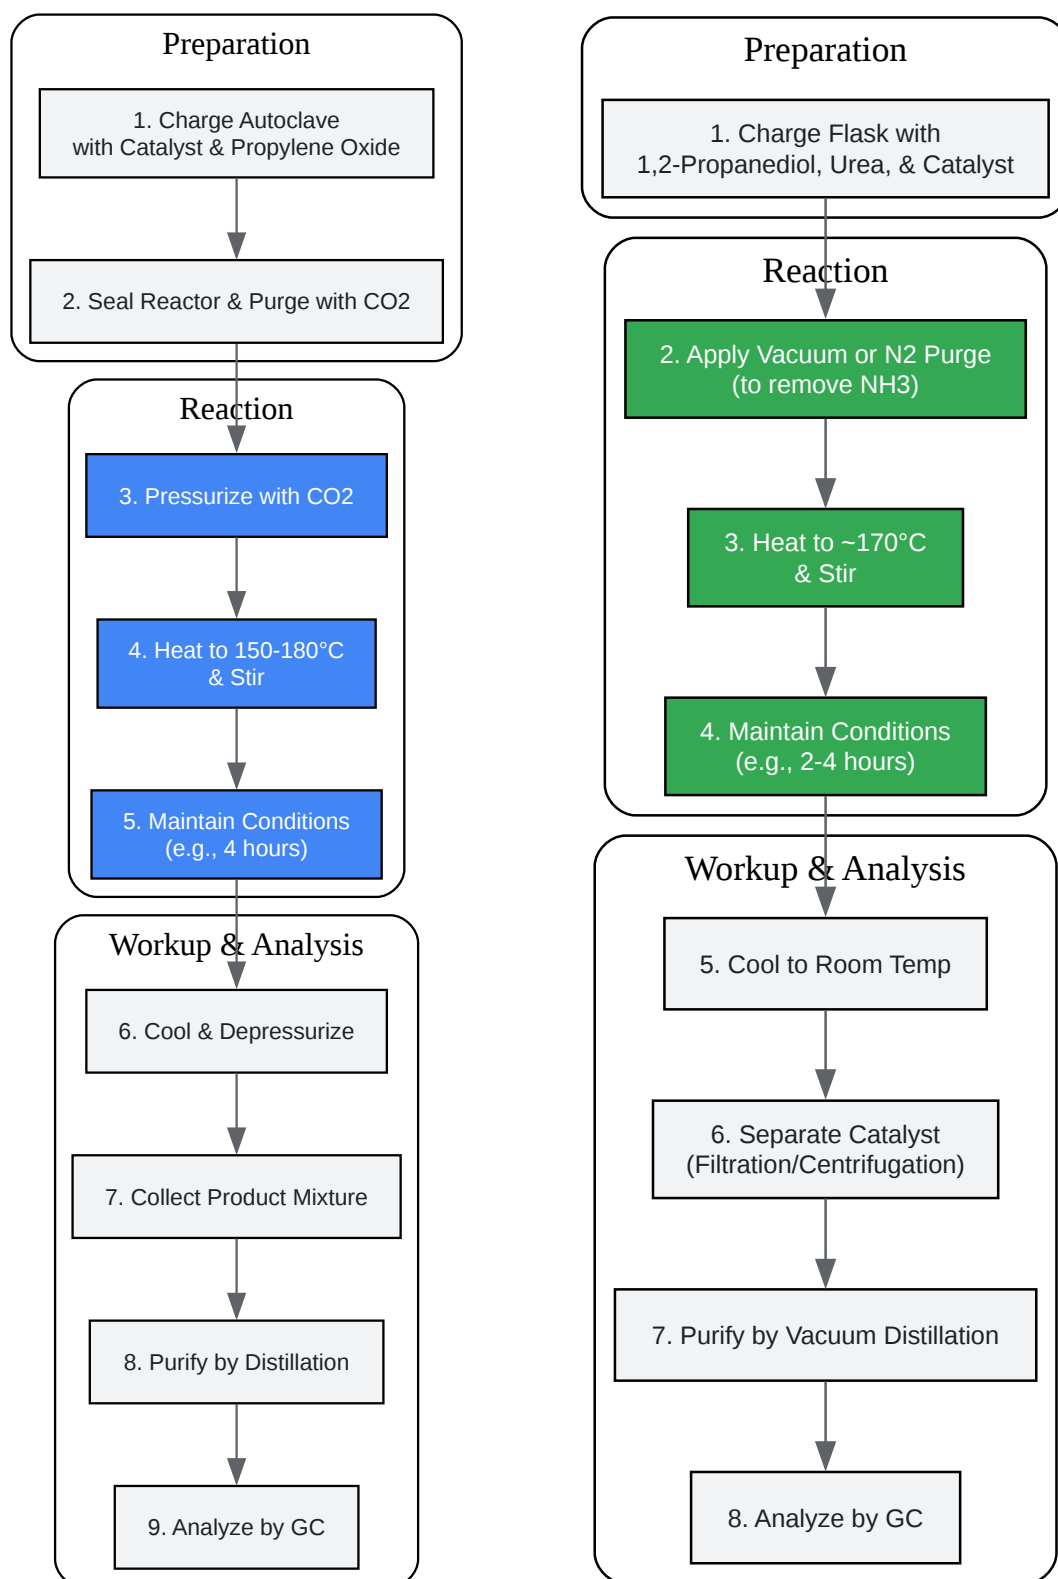 Preparation
1. Charge Autoclave
with Catalyst & Propylene Oxide
2. Seal Reactor & Purge with CO2
Reaction
3. Pressurize with CO2
4. Heat to 150-180°C
& Stir
5. Maintain Conditions
(e.g., 4 hours)
Workup & Analysis
6. Cool & Depressurize
7. Collect Product Mixture
8. Purify by Distillation
9. Analyze by GC
Preparation
1. Charge Flask with
1,2-Propanediol, Urea, & Catalyst
Reaction
2. Apply Vacuum or N2 Purge
(to remove NH3)
3. Heat to ~170°C
& Stir
4. Maintain Conditions
(e.g., 2-4 hours)
Workup & Analysis
5. Cool to Room Temp
6. Separate Catalyst
(Filtration/Centrifugation)
7. Purify by Vacuum Distillation
8. Analyze by GC